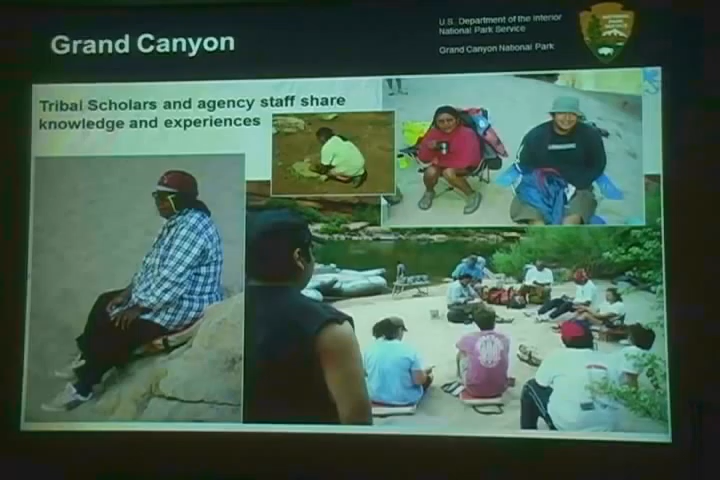 Grand Canyon
U.S. Department of the Interior
National Park Service
Grand Canyon National Park
Tribal Scholars and agency staff share
knowledge and experiences